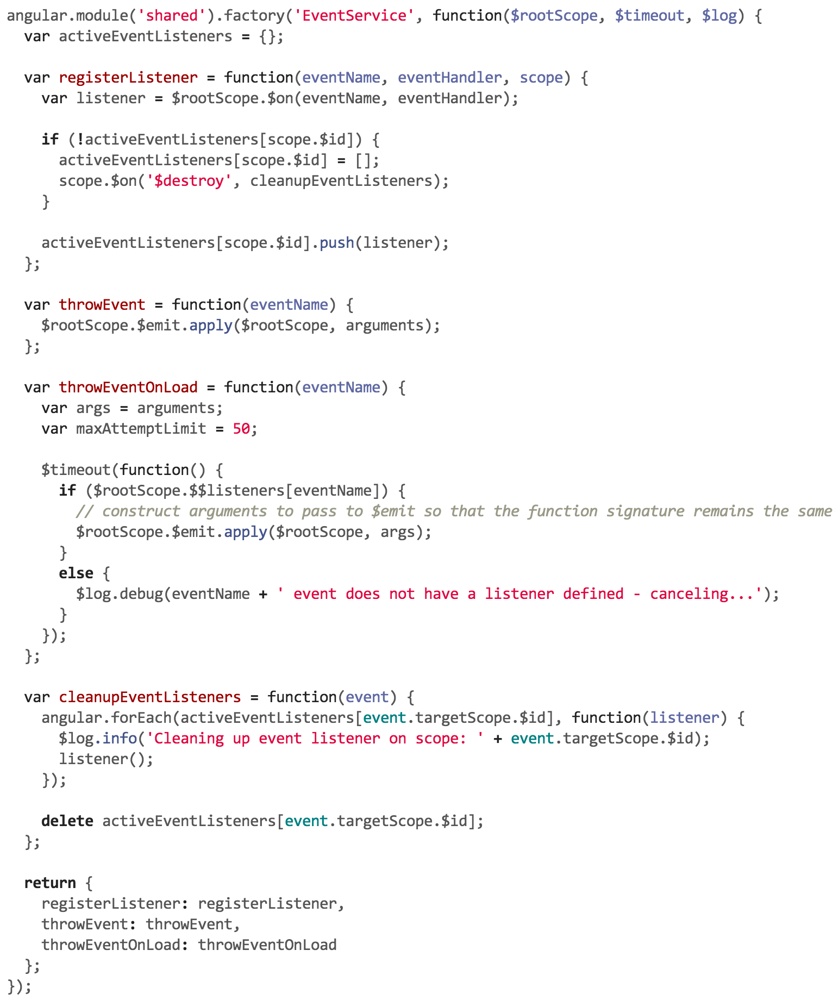 angular.module('shared').factory('EventService', function($rootScope, $timeout, $log) {
  var activeEventListeners = {};

  var registerListener = function(eventName, eventHandler, scope) {
    var listener = $rootScope.$on(eventName, eventHandler);

    if (!activeEventListeners[scope.$id]) {
      activeEventListeners[scope.$id] = [];
      scope.$on('$destroy', cleanupEventListeners);
    }

    activeEventListeners[scope.$id].push(listener);
  };

  var throwEvent = function(eventName) {
    $rootScope.$emit.apply($rootScope, arguments);
  };

  var throwEventOnLoad = function(eventName) {
    var args = arguments;
    var maxAttemptLimit = 50;

    $timeout(function() {
      if ($rootScope.$$listeners[eventName]) {
        // construct arguments to pass to $emit so that the function signature remains the same
        $rootScope.$emit.apply($rootScope, args);
      }
      else {
        $log.debug(eventName + ' event does not have a listener defined - canceling...');
      }
    });
  };

  var cleanupEventListeners = function(event) {
    angular.forEach(activeEventListeners[event.targetScope.$id], function(listener) {
      $log.info('Cleaning up event listener on scope: ' + event.targetScope.$id);
      listener();
    });

    delete activeEventListeners[event.targetScope.$id];
  };

  return {
    registerListener: registerListener,
    throwEvent: throwEvent,
    throwEventOnLoad: throwEventOnLoad
  };
});